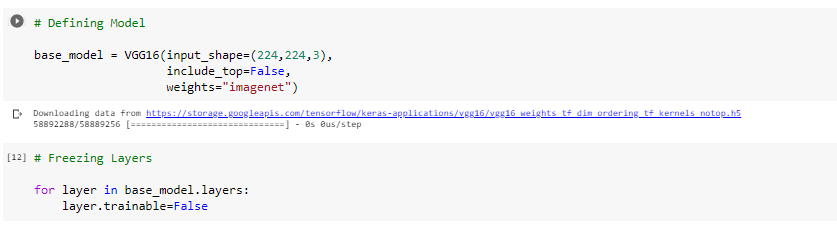 # Defining Model
base_model = VGG16(input_shape=(224,224,3),
include_top=False,
weights="imagenet")
Downloading data from https://storage.googleapis.com/tensorflow/keras-applications/vgg16/vgg16_weights_tf_dim_ordering_tf_kernels_notop.h5
58892288/58889256 [==============================] - 0s 0us/step
[12] # Freezing Layers
for layer in base_model.layers:
layer.trainable=False